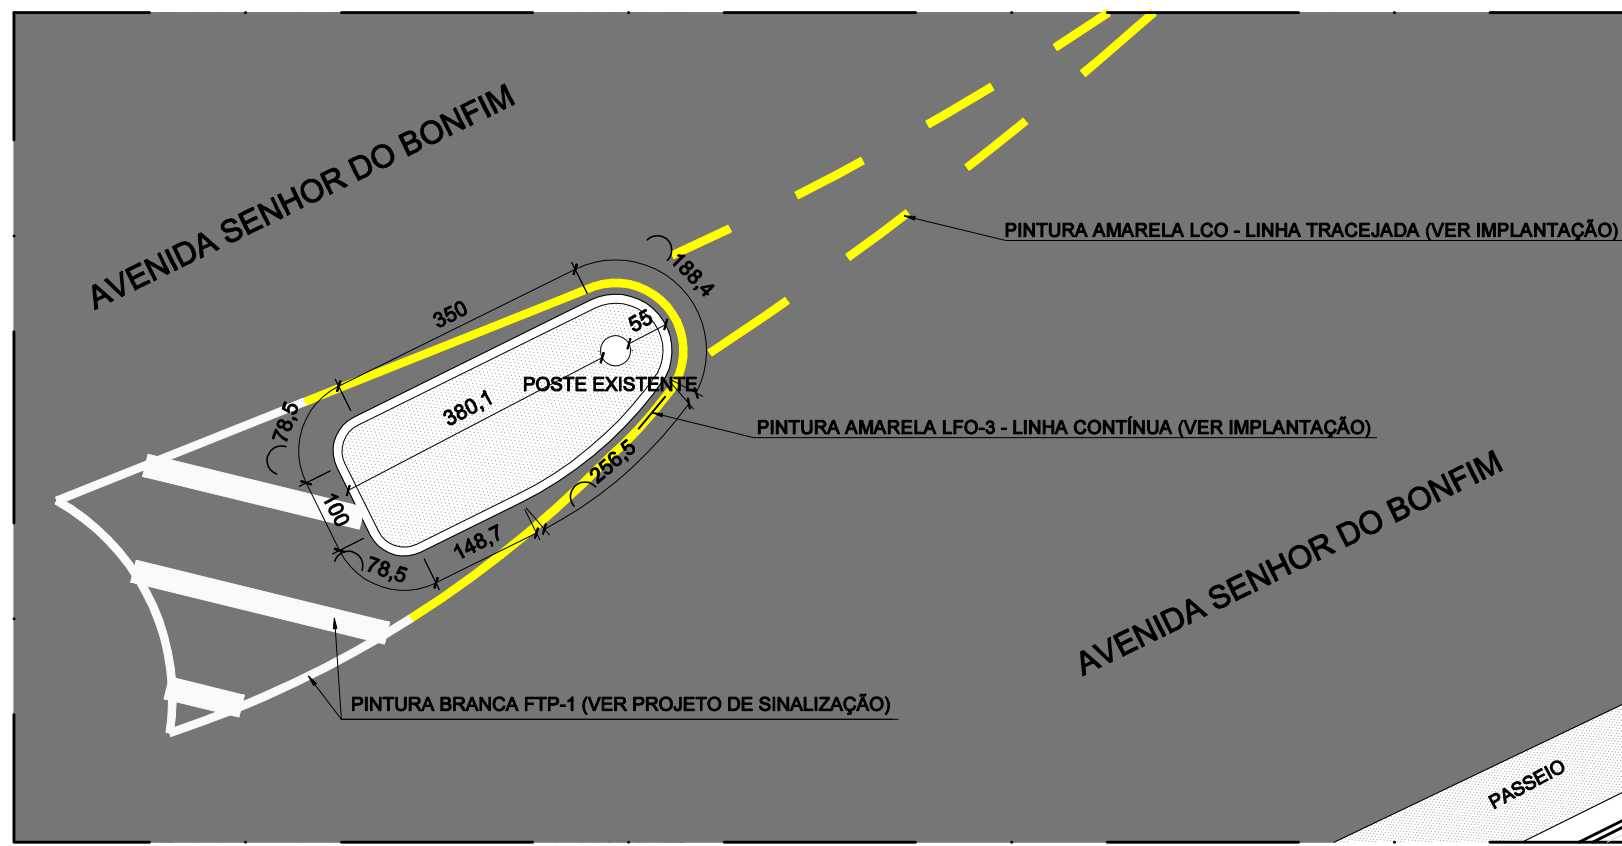 AVENIDA SENHOR DO BONFIM
PINTURA AMARELA LCO - LINHA TRACEJADA (VER IMPLANTAÇÃO)
188,4
350
55
POSTE EXISTENTE
380,1
78,5
PINTURA AMARELA LFO-3 - LINHA CONTÍNUA (VER IMPLANTAÇÃO)
256,5
100
148,7
78,5
AVENIDA SENHOR DO BONFIM
PINTURA BRANCA FTP-1 (VER PROJETO DE SINALIZAÇÃO)
PASSEIO